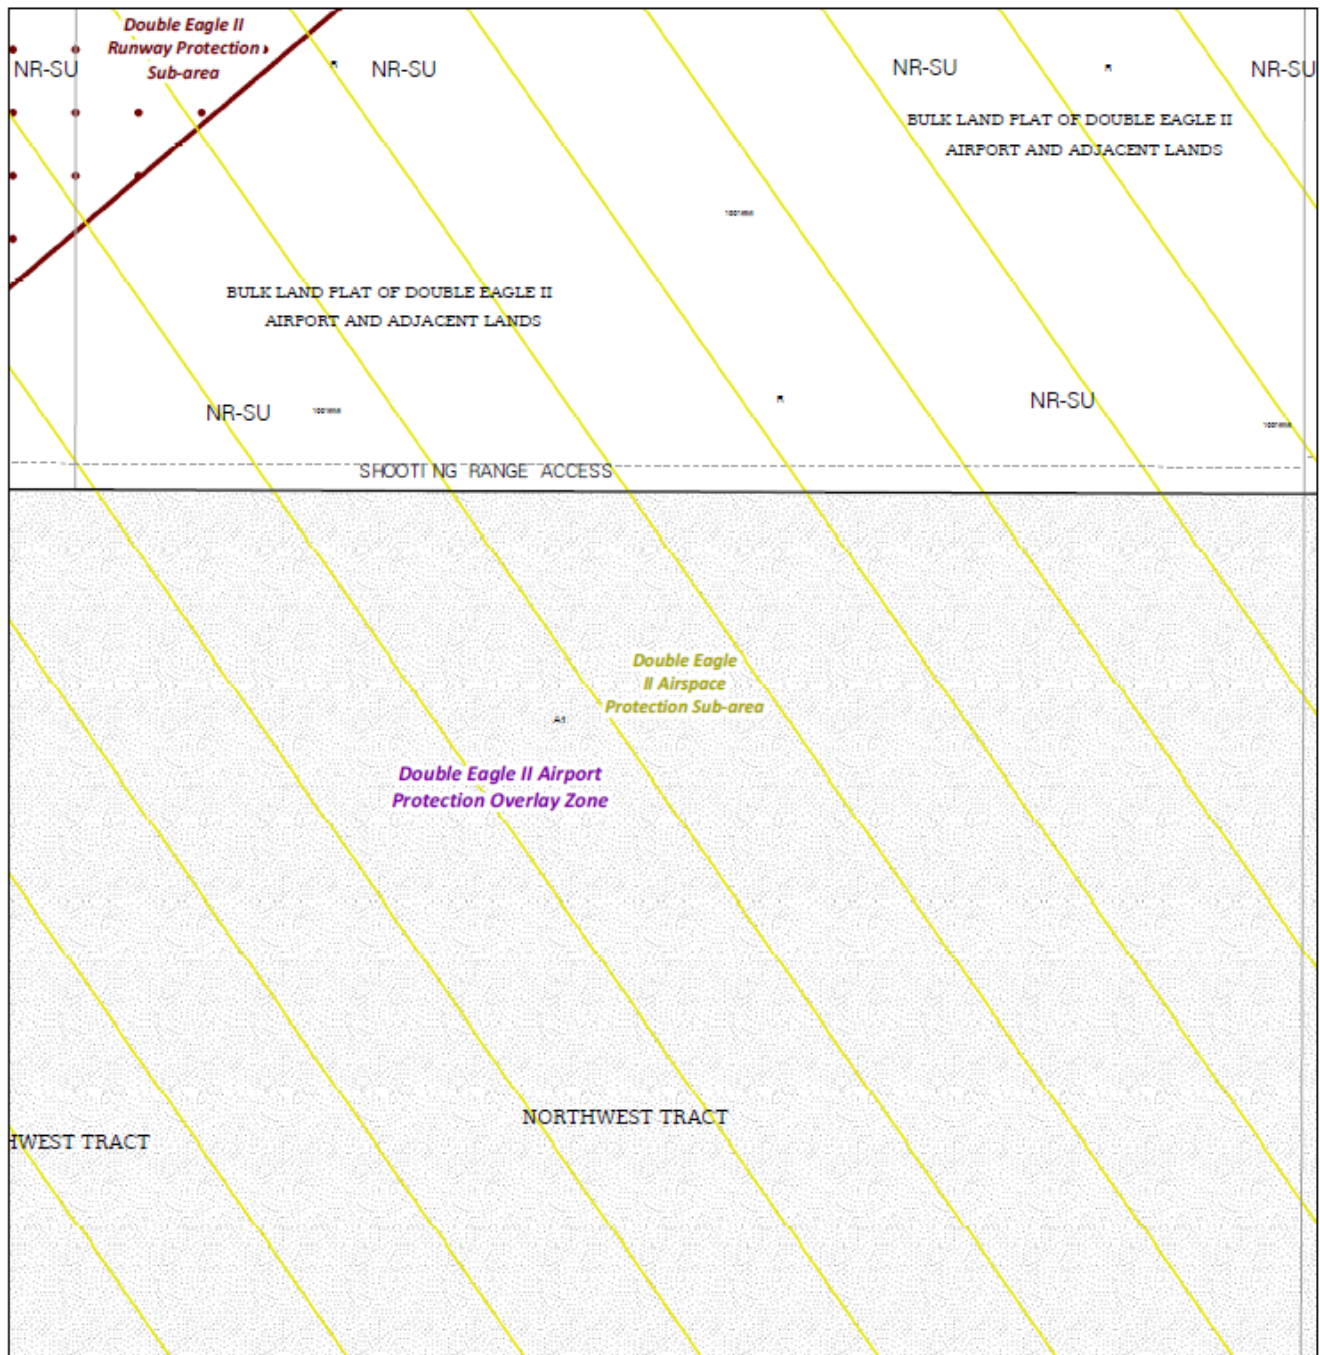 Double Eagle II
Runway Protection
Sub-area
NR-SU
R
NR-SU
NR-SU
R
NR-SU
BULK LAND PLAT OF DOUBLE EAGLE II
AIRPORT AND ADJACENT LANDS
BULK LAND PLAT OF DOUBLE EAGLE II
AIRPORT AND ADJACENT LANDS
R
NR-SU
NR-SU
SHOOTING RANGE ACCESS
Double Eagle
II Airspace
Protection Sub-area
A1
Double Eagle II Airport
Protection Overlay Zone
NORTHWEST TRACT
HWEST TRACT